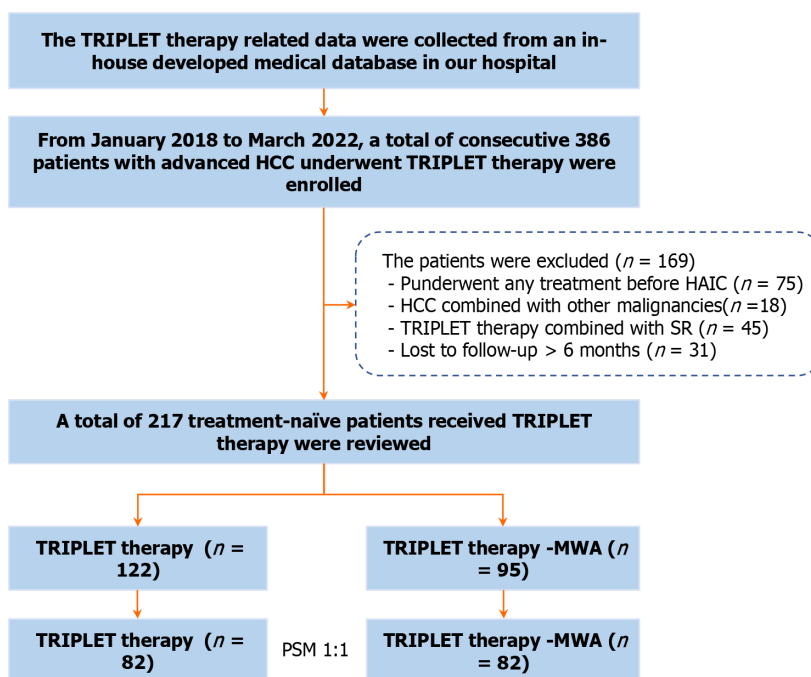 The TRIPLET therapy related data were collected from an in-
house developed medical database in our hospital
From January 2018 to March 2022, a total of consecutive 386
patients with advanced HCC underwent TRIPLET therapy were
enrolled
The patients were excluded (n = 169)
- Punderwent any treatment before HAIC (n = 75)
- HCC combined with other malignancies(n =18)
- TRIPLET therapy combined with SR (n = 45)
- Lost to follow-up > 6 months (n = 31)
A total of 217 treatment-naïve patients received TRIPLET
therapy were reviewed
TRIPLET therapy (n =
122)
TRIPLET therapy -MWA (n
= 95)
TRIPLET therapy (n =
82)
PSM 1:1
TRIPLET therapy -MWA (n
= 82)